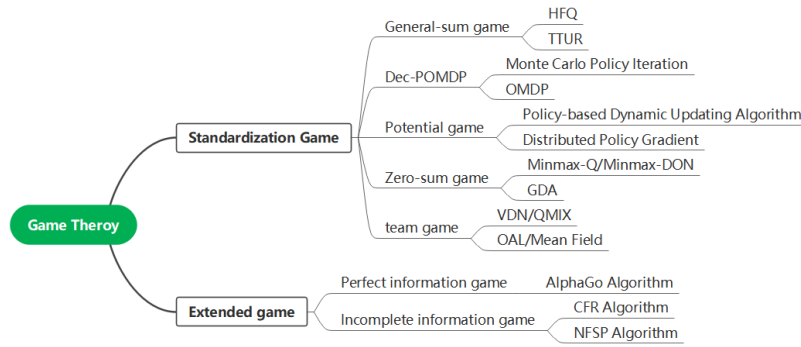 General-sum game
HFQ
TTUR
Dec-POMDP
Monte Carlo Policy Iteration
OMDP
Potential game
Policy-based Dynamic Updating Algorithm
Distributed Policy Gradient
Zero-sum game
Minmax-Q/Minmax-DON
GDA
team game
VDN/QMIX
OAL/Mean Field
Standardization Game
Game Theroy
Extended game
Perfect information game
AlphaGo Algorithm
Incomplete information game
CFR Algorithm
NFSP Algorithm